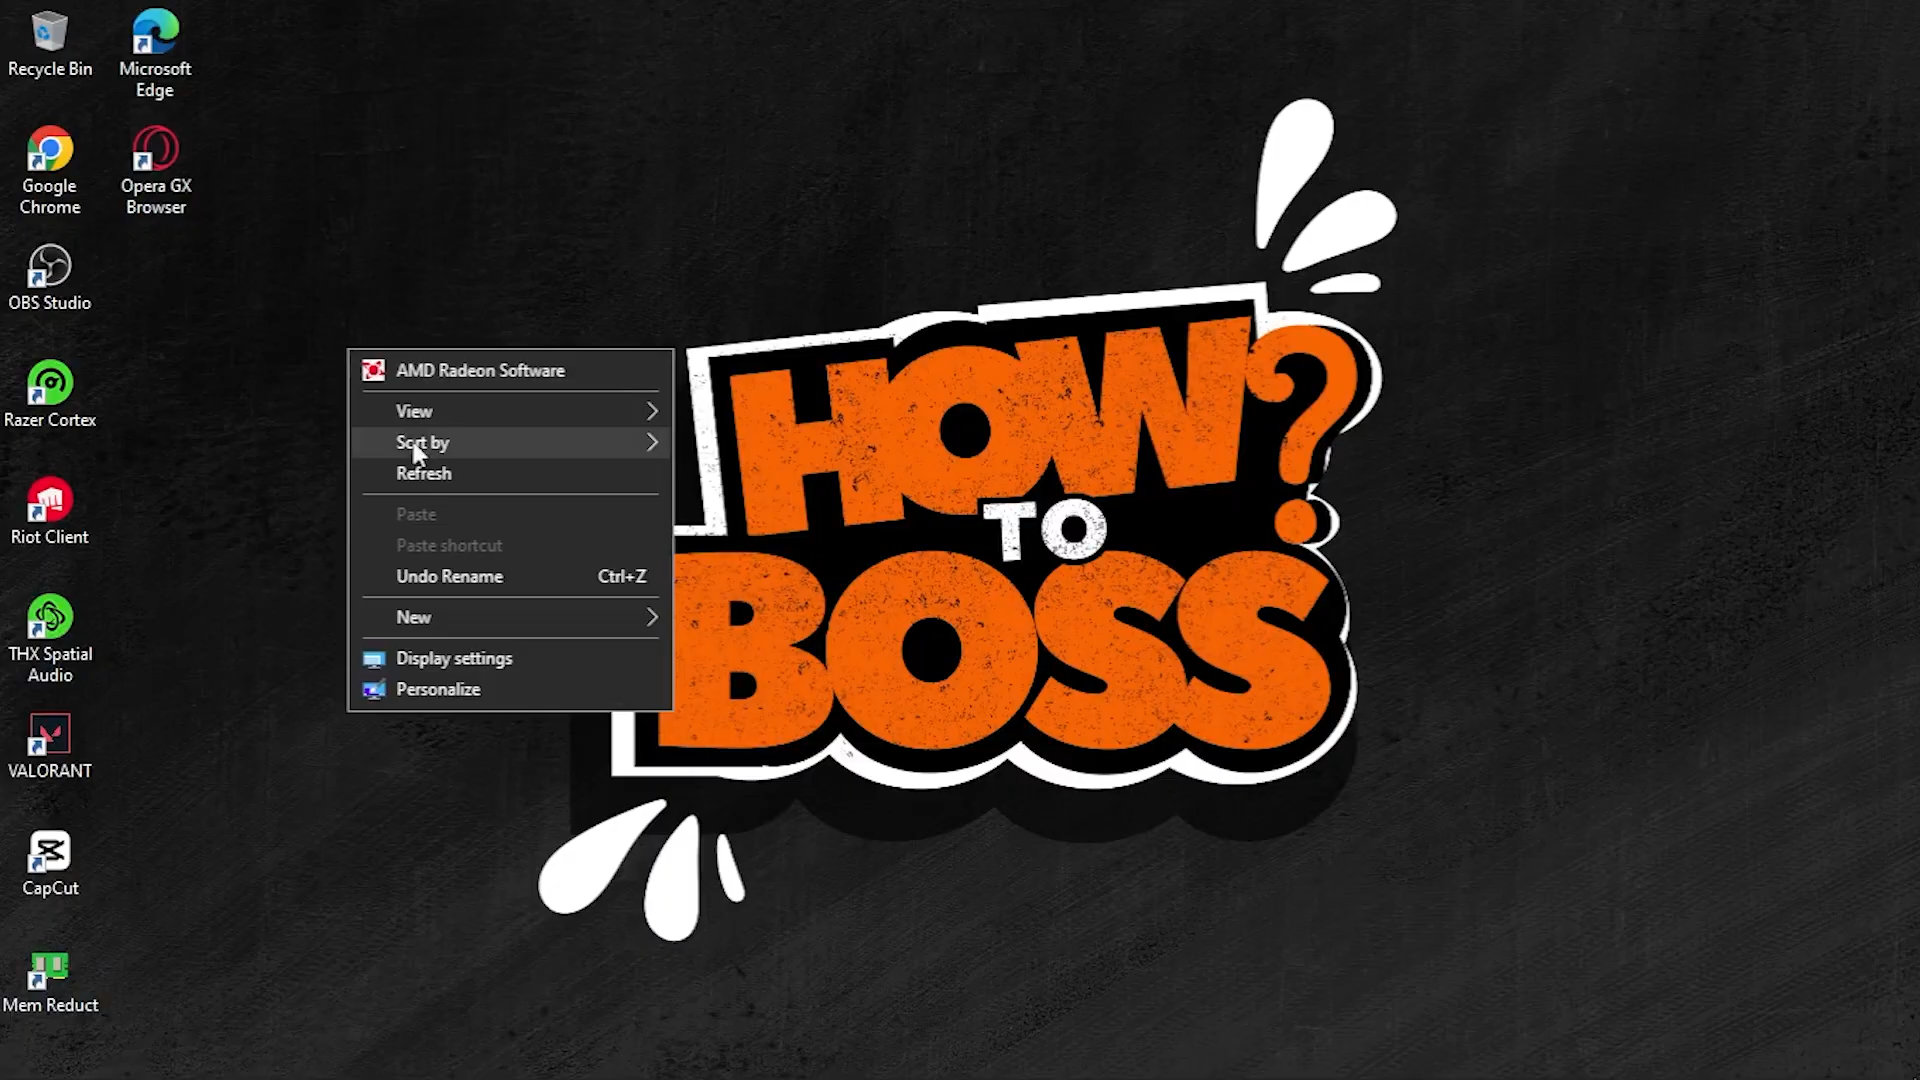 Recycle Bin
Microsoft
Edge
Google
Chrome
Opera GX
Browser
OBS Studio
Razer Cortex
Riot Client
THX Spatial
Audio
VALORANT
CapCut
Mem Reduct
AMD Radeon Software
View
Sort by
Refresh
Paste
Paste shortcut
Undo Rename Ctrl+Z
New
Display settings
Personalize
HOW?
TO
BOSS